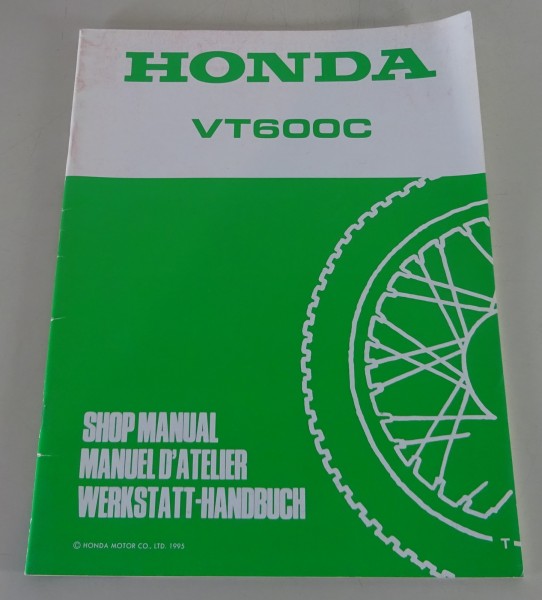 HONDA
VT600C
SHOP MANUAL
MANUEL D'ATELIER
WERKSTATT-HANDBUCH
© HONDA MOTOR CO., LTD. 1995
T